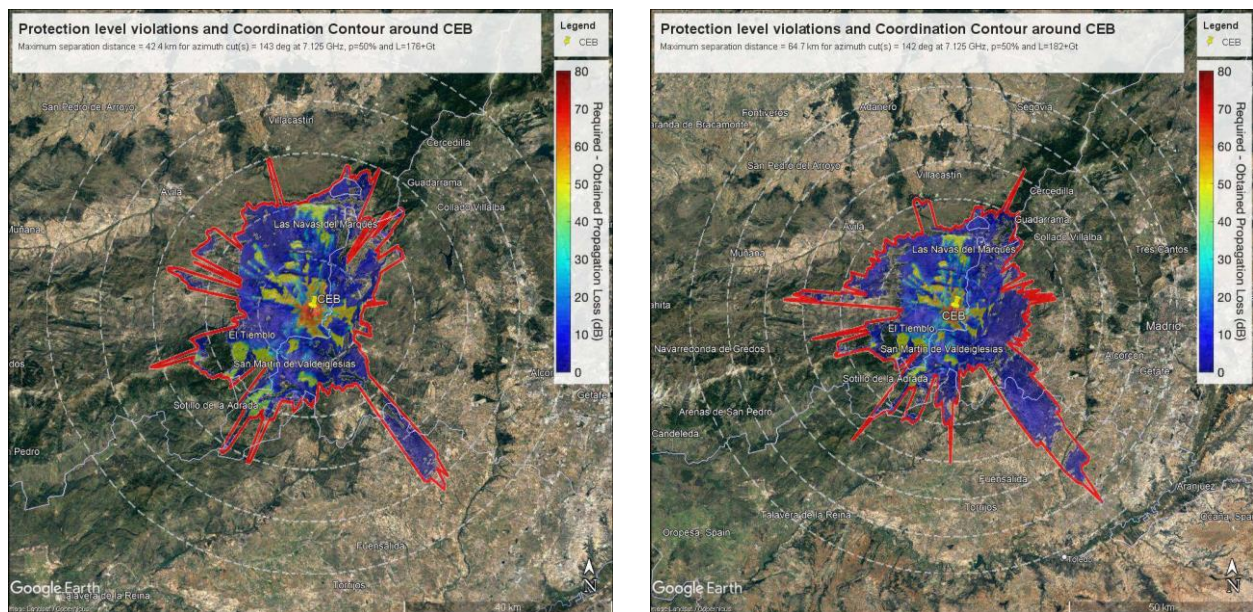 Protection level violations and Coordination Contour around CEB
Maximum separation distance = 42.4 km for azimuth cut(s) = 143 deg at 7.125 GHz, p=50% and L=176+Gt
Legend
CEB
80
70
60
50
40
30
20
10
0
Required - Obtained Propagation Loss (dB)
San Pedro del Arroyo
Villacastín
Cercedilla
Guadarrama
Ávila
Collado Villalba
Muñana
Las Navas del Marqués
CEB
El Tiemblo
San Martín de Valdeiglesias
Sotillo de la Adrada
Getafe
Fuensalida
Torrijos
Talavera de la Reina
Google Earth
40 km
N
Protection level violations and Coordination Contour around CEB
Maximum separation distance = 64.7 km for azimuth cut(s) = 142 deg at 7.125 GHz, p=50% and L=182+Gt
Legend
CEB
80
70
60
50
40
30
20
10
0
Required - Obtained Propagation Loss (dB)
Fontiveros
Adanero
Segovia
San Pedro del Arroyo
Villacastín
Cercedilla
Guadarrama
Ávila
Collado Villalba
Muñana
Las Navas del Marqués
Tres Cantos
CEB
Madrid
El Tiemblo
Navarredonda de Gredos
San Martín de Valdeiglesias
Alcorcón
Getafe
Sotillo de la Adrada
Arenas de San Pedro
Candeleda
Fuensalida
Aranjuez
Talavera de la Reina
Torrijos
Oropesa, Spain
Google Earth
50 km
N